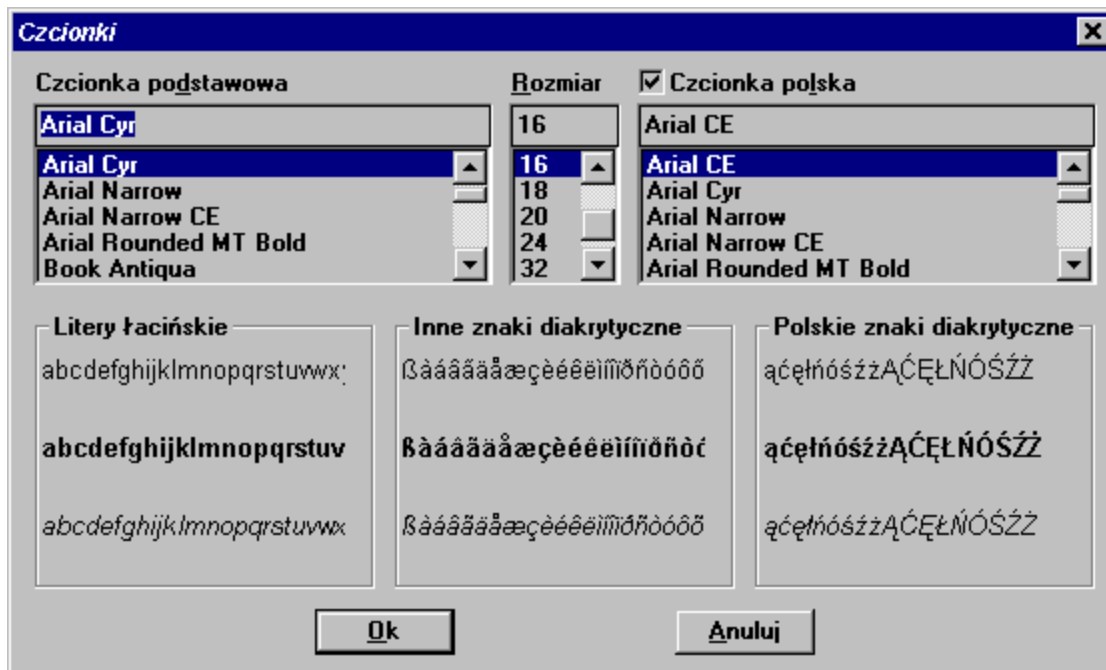 Czcionki
Czcionka podstawowa
Rozmiar
Czcionka polska
Arial Cyr
16
Arial CE
Arial Cyr
Arial Narrow
Arial Narrow CE
Arial Rounded MT Bold
Book Antiqua
16
18
20
24
32
Arial CE
Arial Cyr
Arial Narrow
Arial Narrow CE
Arial Rounded MT Bold
Litery łacińskie
abcdefghijklmnopqrstuvwx
abcdefghijklmnopqrstuv
abcdefghijklmnopqrstuvwx
Inne znaki diakrytyczne
ßàáâãäåæçèéêëìíîïðñòóôõ
ßàáâãäåæçèéêëìíîïðñò
ßàáâãäåæçèéêëìíîïðñòóôõ
Polskie znaki diakrytyczne
ąćęłńóśźżĄĆĘŁŃÓŚŹŻ
ąćęłńóśźżĄĆĘŁŃÓŚŹŻ
ąćęłńóśźżĄĆĘŁŃÓŚŹŻ
Ok
Anuluj